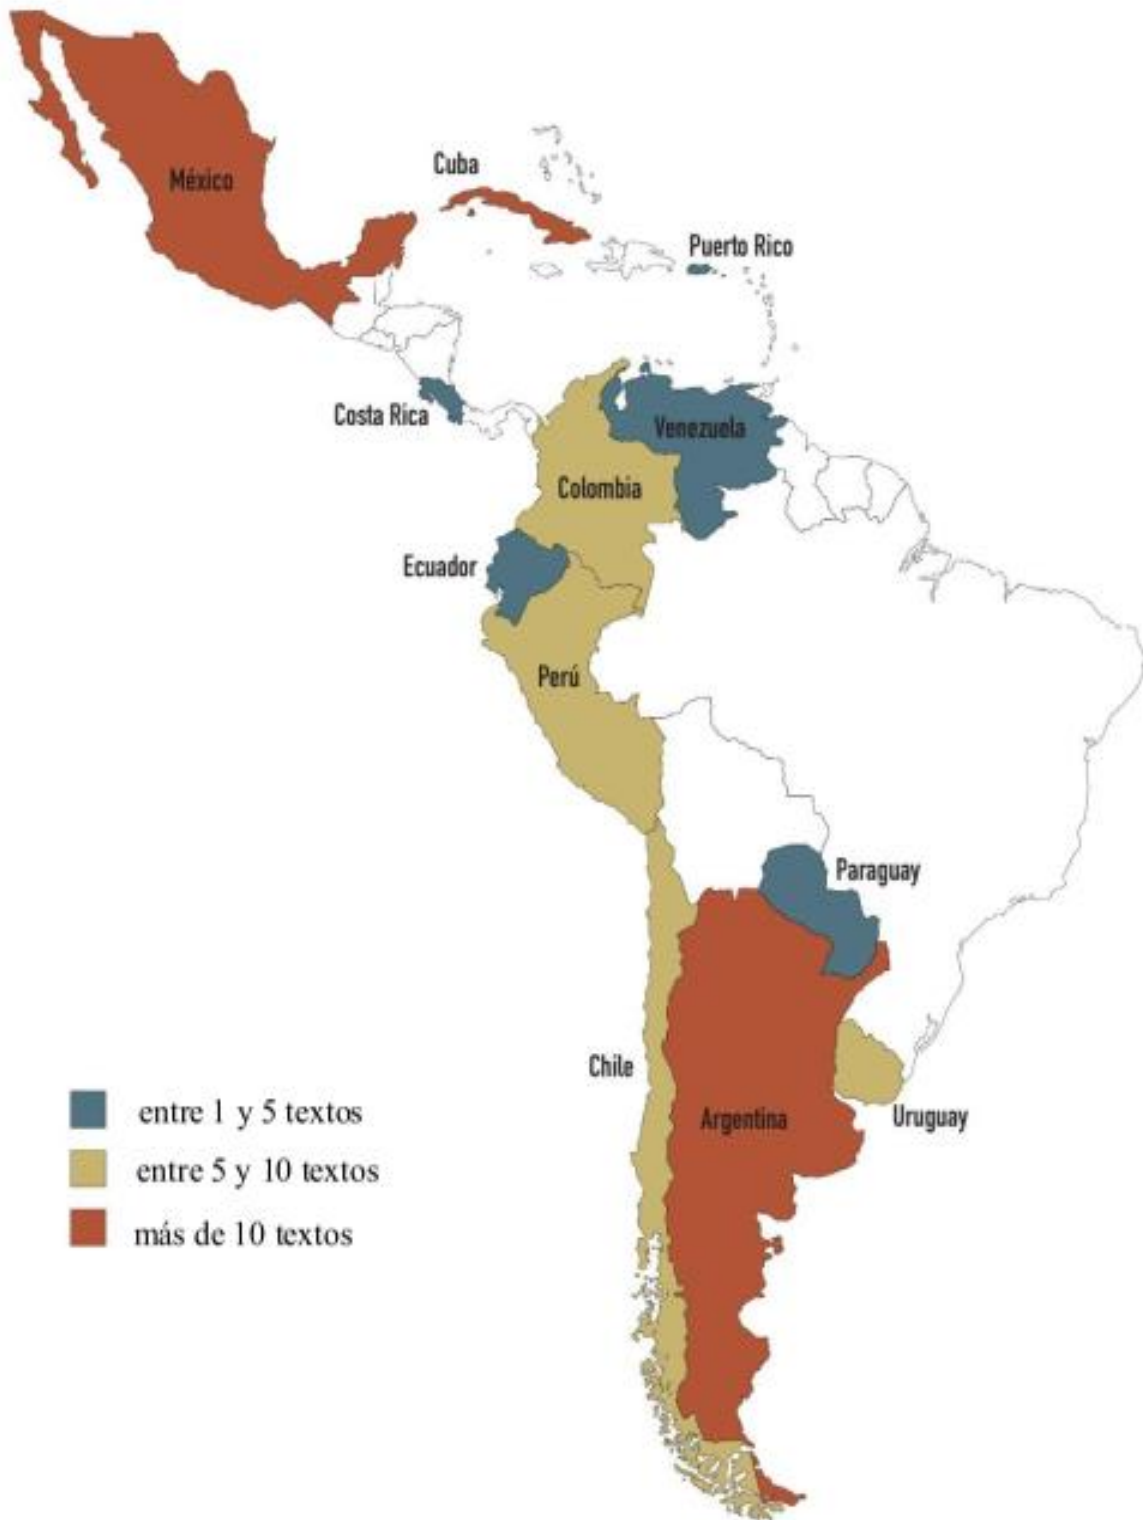 México
Cuba
Puerto Rico
Costa Rica
Venezuela
Colombia
Ecuador
Perú
Paraguay
Chile
Argentina
Uruguay
entre 1 y 5 textos
entre 5 y 10 textos
más de 10 textos